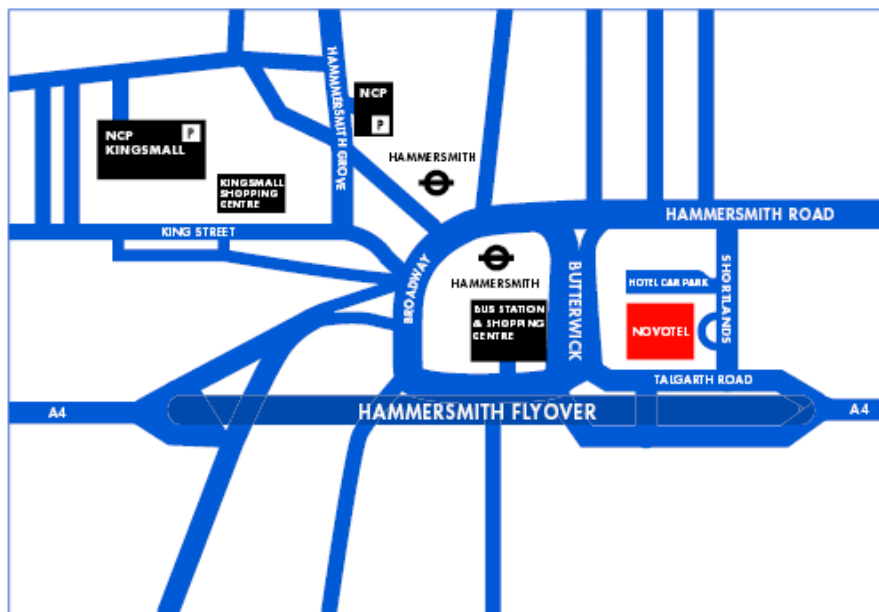 HAMMMERSMITH GROVE
NCP
P
NCP
KINGSMALL
P
HAMMERSMITH
KINGSMALL
SHOPPING
CENTRE
HAMMERSMITH ROAD
KING STREET
BROADWAY
HAMMERSMITH
BUTTERWICK
SHORTLANDS
HOTEL CAR PARK
BUS STATION
& SHOPPING
CENTRE
NOVOTEL
TALGARTH ROAD
A4
HAMMERSMITH FLYOVER
A4